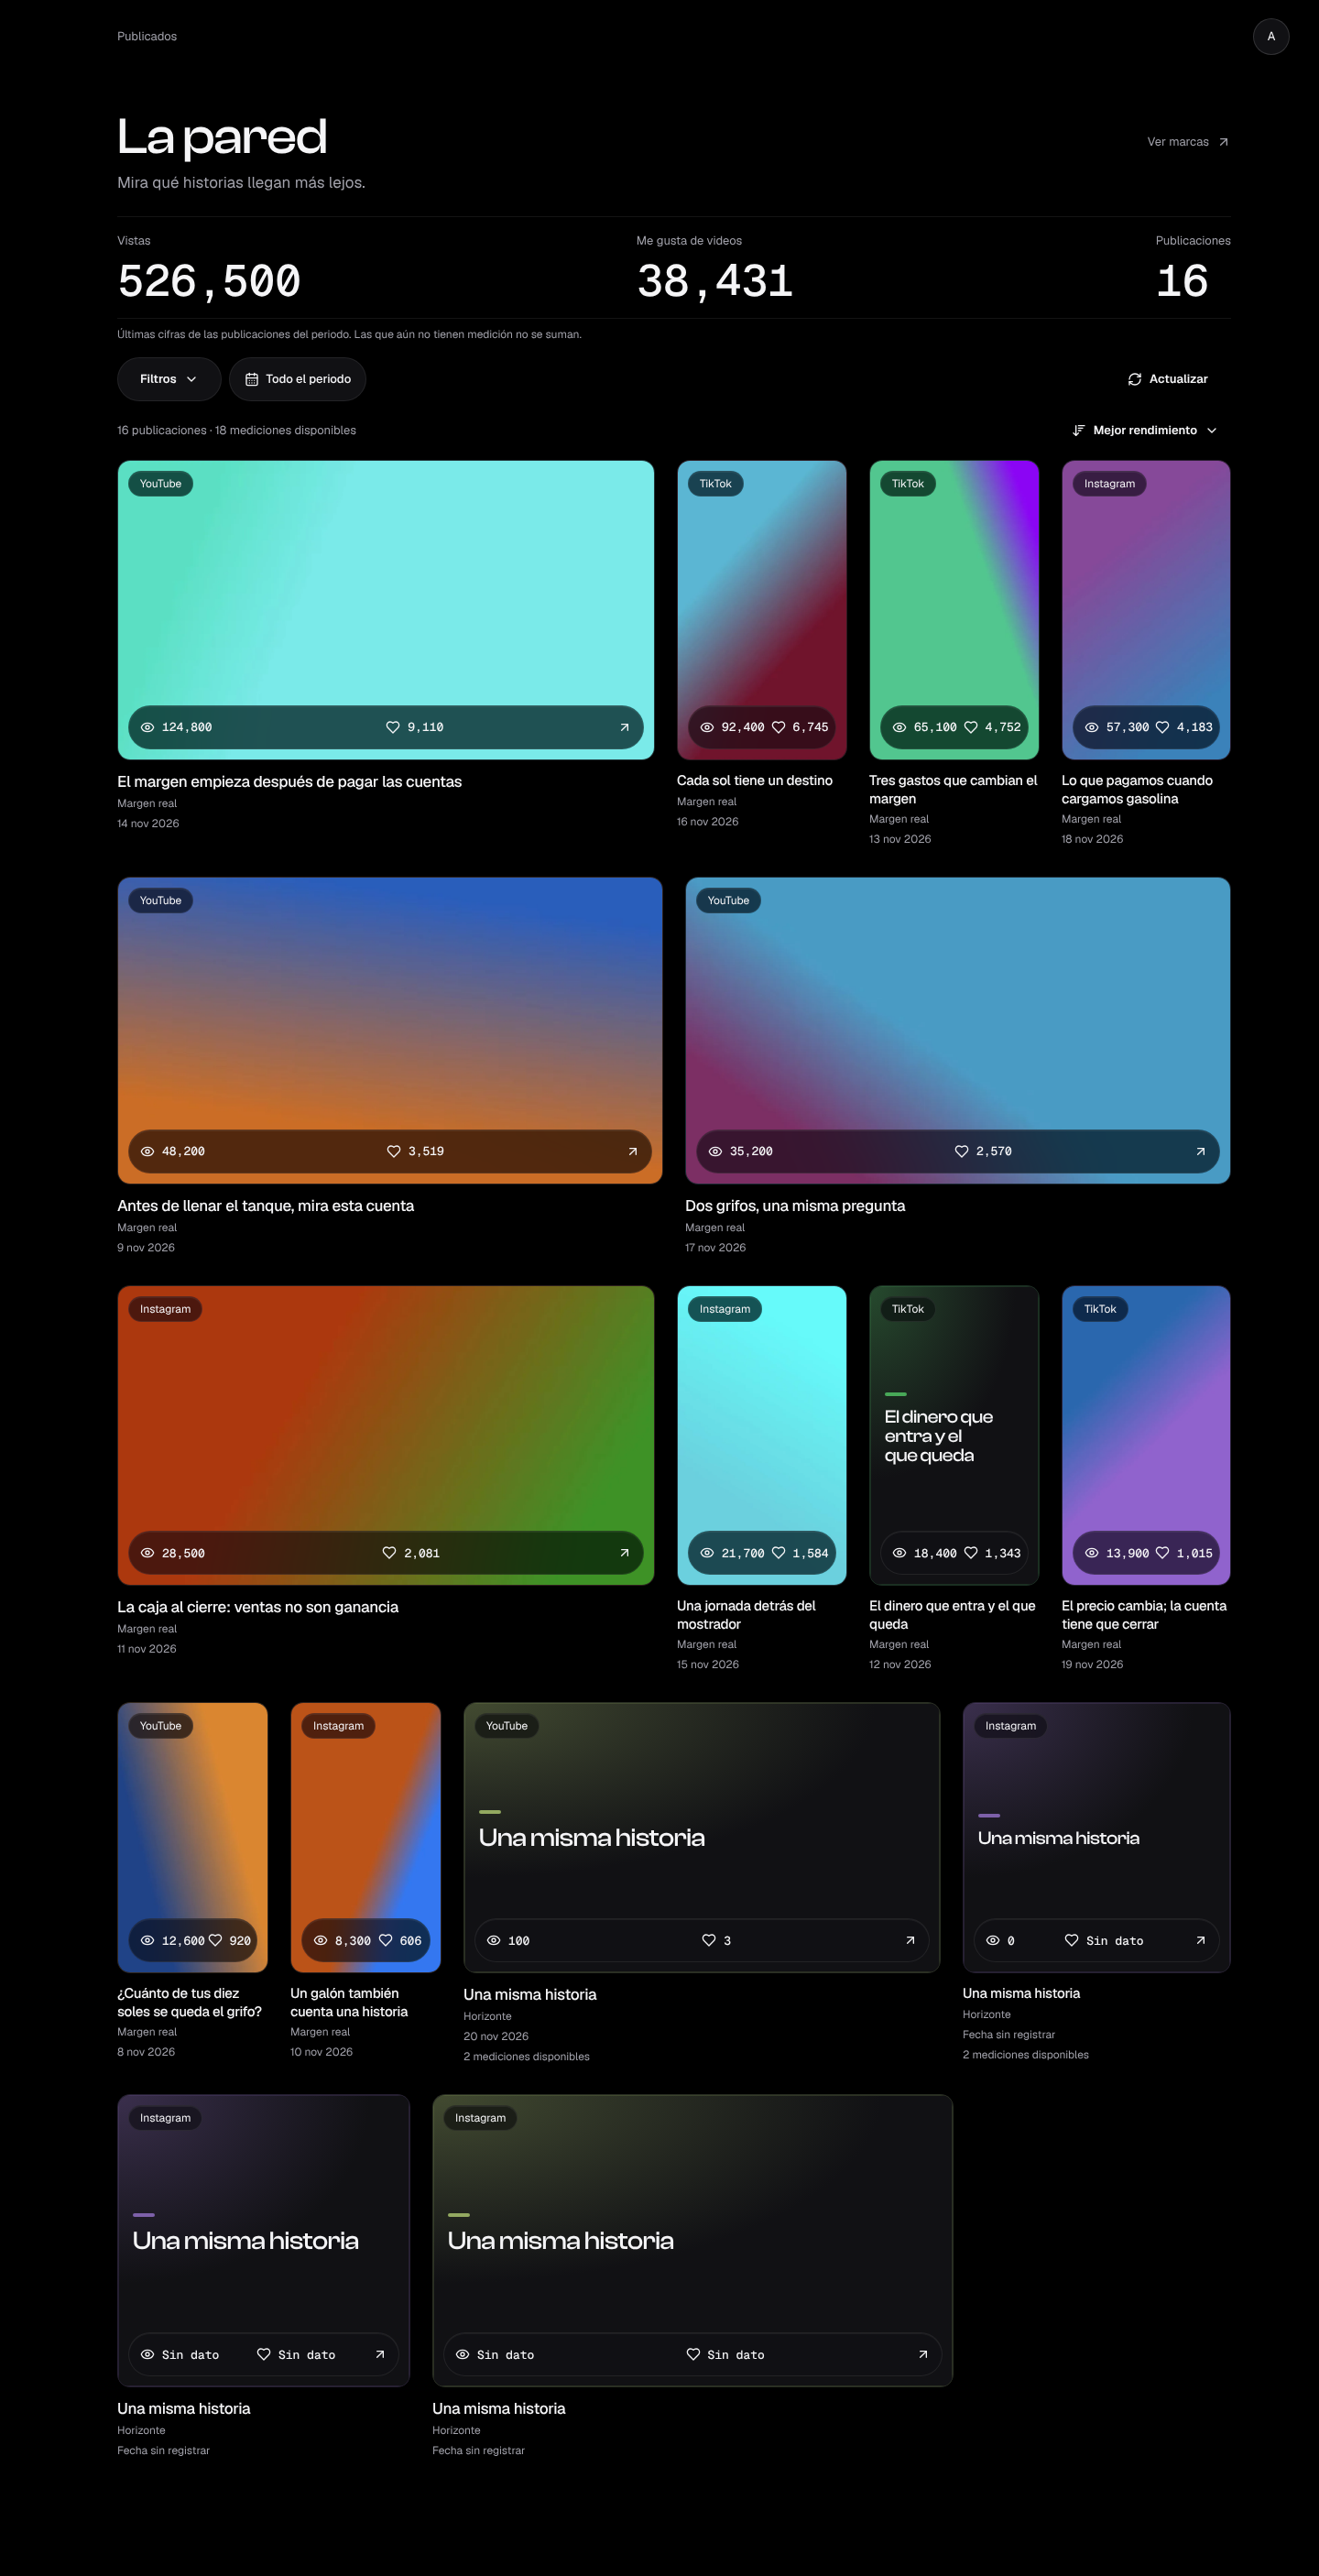 Publicados
A
La pared
Ver marcas
Mira qué historias llegan más lejos.
Vistas
Me gusta de videos
Publicaciones
526,500
38,431
16
Últimas cifras de las publicaciones del periodo. Las que aún no tienen medición no se suman.
Filtros
Todo el periodo
Actualizar
16 publicaciones · 18 mediciones disponibles
Mejor rendimiento
YouTube
124,800
9,110
El margen empieza después de pagar las cuentas
Margen real
14 nov 2026
TikTok
92,400
6,745
Cada sol tiene un destino
Margen real
16 nov 2026
TikTok
65,100
4,752
Tres gastos que cambian el
margen
Margen real
13 nov 2026
Instagram
57,300
4,183
Lo que pagamos cuando
cargamos gasolina
Margen real
18 nov 2026
YouTube
48,200
3,519
Antes de llenar el tanque, mira esta cuenta
Margen real
9 nov 2026
YouTube
35,200
2,570
Dos grifos, una misma pregunta
Margen real
17 nov 2026
Instagram
28,500
2,081
La caja al cierre: ventas no son ganancia
Margen real
11 nov 2026
Instagram
21,700
1,584
Una jornada detrás del
mostrador
Margen real
15 nov 2026
TikTok
El dinero que
entra y el
que queda
18,400
1,343
El dinero que entra y el que
queda
Margen real
12 nov 2026
TikTok
13,900
1,015
El precio cambia; la cuenta
tiene que cerrar
Margen real
19 nov 2026
YouTube
12,600
920
¿Cuánto de tus diez
soles se queda el grifo?
Margen real
8 nov 2026
Instagram
8,300
606
Un galón también
cuenta una historia
Margen real
10 nov 2026
YouTube
Una misma historia
100
3
Una misma historia
Horizonte
20 nov 2026
2 mediciones disponibles
Instagram
Una misma historia
0
Sin dato
Una misma historia
Horizonte
Fecha sin registrar
2 mediciones disponibles
Instagram
Una misma historia
Sin dato
Sin dato
Una misma historia
Horizonte
Fecha sin registrar
Instagram
Una misma historia
Sin dato
Sin dato
Una misma historia
Horizonte
Fecha sin registrar